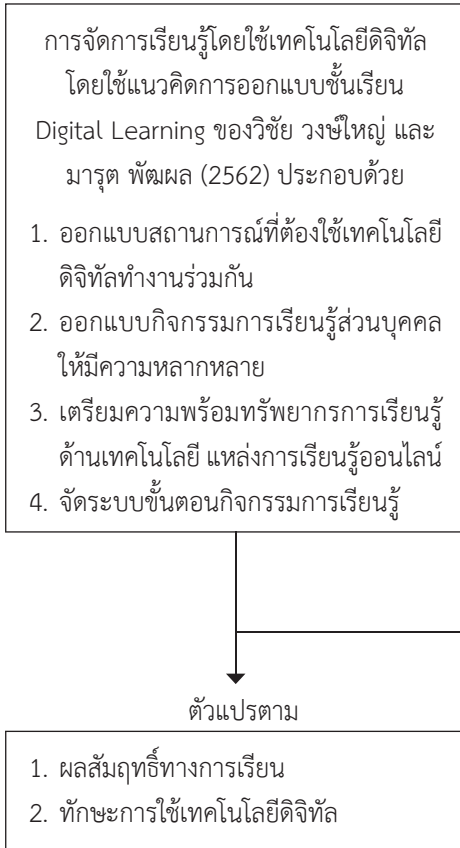 การจัดการเรียนรู้โดยใช้เทคโนโลยีดิจิทัล
โดยใช้แนวคิดการออกแบบชั้นเรียน
Digital Learning ของวิชัย วงษ์ใหญ่ และ
มารุต พัฒผล (2562) ประกอบด้วย
1. ออกแบบสถานการณ์ที่ต้องใช้เทคโนโลยี
ดิจิทัลทำงานร่วมกัน
2. ออกแบบกิจกรรมการเรียนรู้ส่วนบุคคล
ให้มีความหลากหลาย
3. เตรียมความพร้อมทรัพยากรการเรียนรู้
ด้านเทคโนโลยี แหล่งการเรียนรู้ออนไลน์
4. จัดระบบขั้นตอนกิจกรรมการเรียนรู้
ตัวแปรตาม
1. ผลสัมฤทธิ์ทางการเรียน
2. ทักษะการใช้เทคโนโลยีดิจิทัล